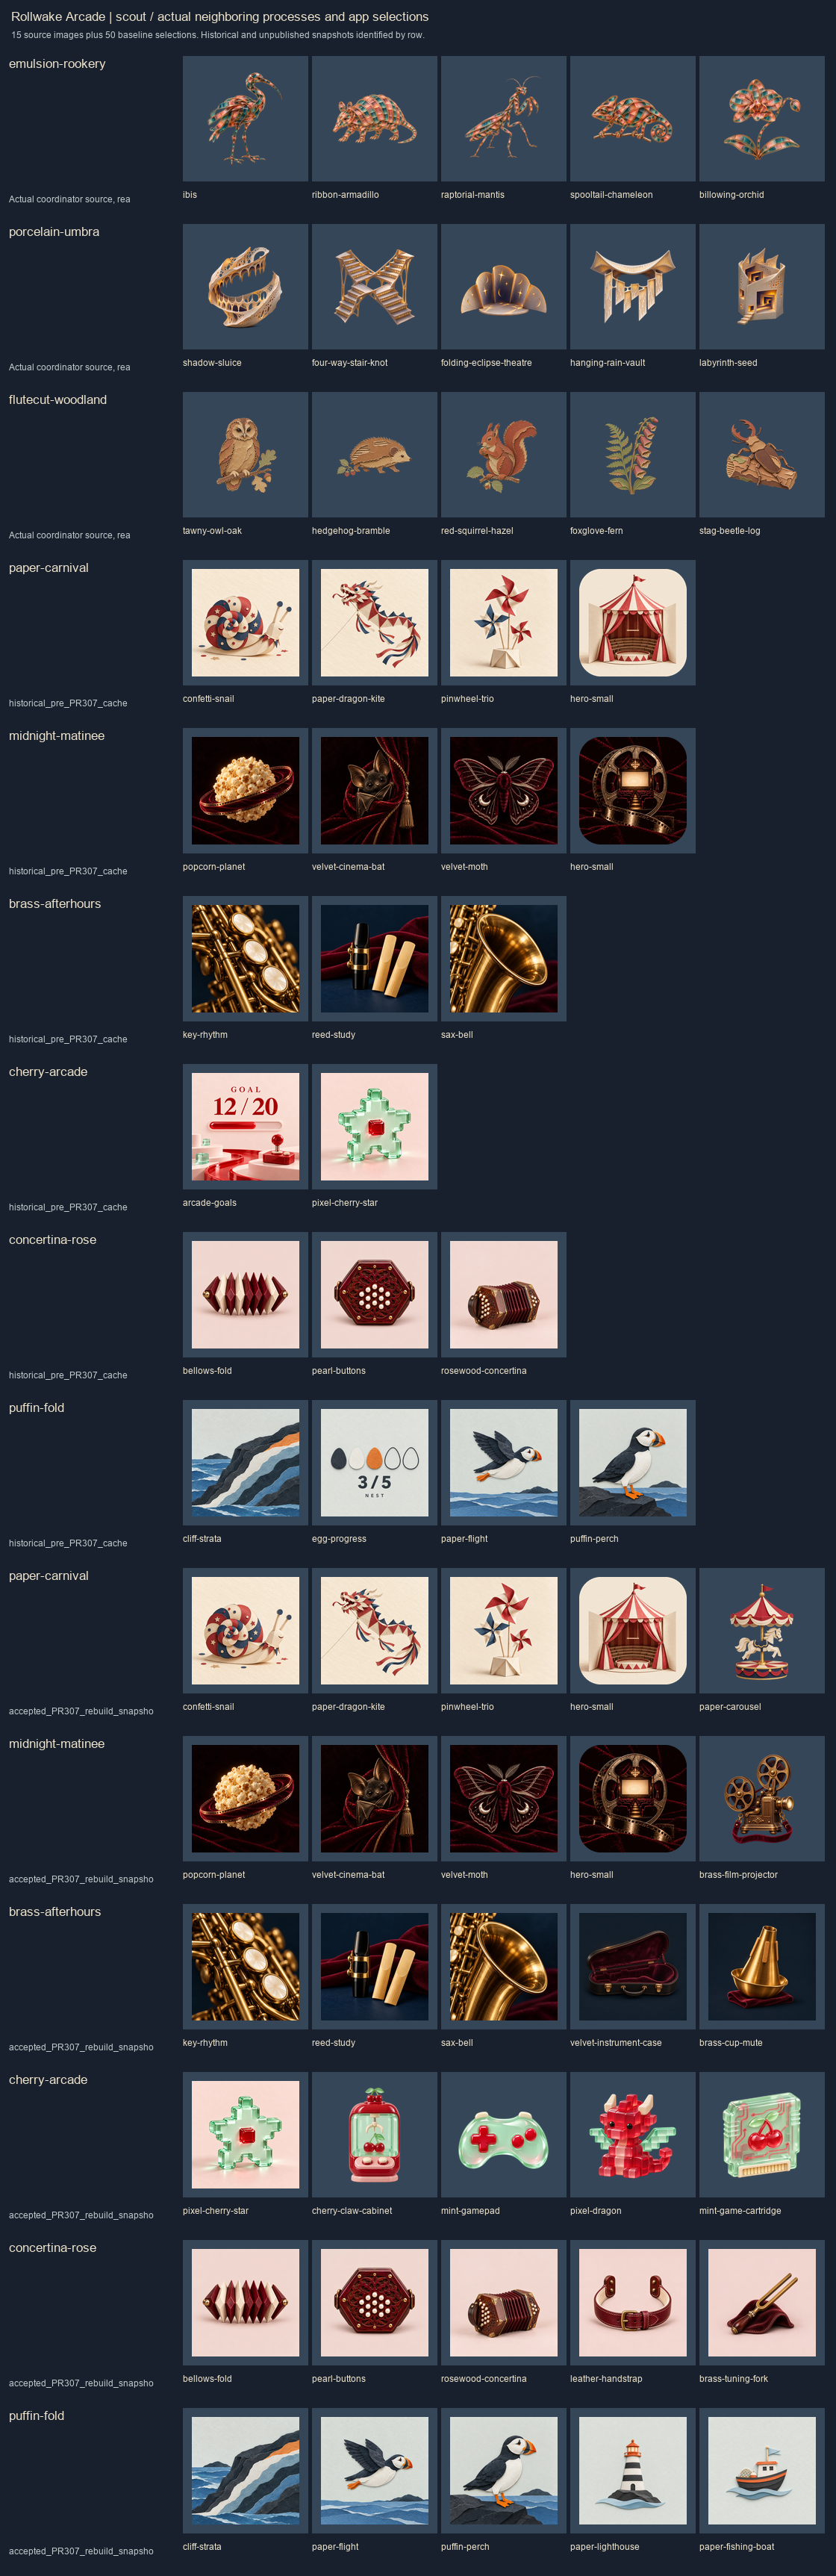 Rollwake Arcade | scout / actual neighboring processes and app selections
15 source images plus 50 baseline selections. Historical and unpublished snapshots identified by row.
emulsion-rookery
Actual coordinator source, rea
ibis
ribbon-armadillo
raptorial-mantis
spooltail-chameleon
billowing-orchid
porcelain-umbra
Actual coordinator source, rea
shadow-sluice
four-way-stair-knot
folding-eclipse-theatre
hanging-rain-vault
labyrinth-seed
flutecut-woodland
Actual coordinator source, rea
tawny-owl-oak
hedgehog-bramble
red-squirrel-hazel
foxglove-fern
stag-beetle-log
paper-carnival
historical_pre_PR307_cache
confetti-snail
paper-dragon-kite
pinwheel-trio
hero-small
midnight-matinee
historical_pre_PR307_cache
popcorn-planet
velvet-cinema-bat
velvet-moth
hero-small
brass-afterhours
historical_pre_PR307_cache
key-rhythm
reed-study
sax-bell
cherry-arcade
GOAL
12/20
historical_pre_PR307_cache
arcade-goals
pixel-cherry-star
concertina-rose
historical_pre_PR307_cache
bellows-fold
pearl-buttons
rosewood-concertina
puffin-fold
3/5
NEST
historical_pre_PR307_cache
cliff-strata
egg-progress
paper-flight
puffin-perch
paper-carnival
accepted_PR307_rebuild_snapsho
confetti-snail
paper-dragon-kite
pinwheel-trio
hero-small
paper-carousel
midnight-matinee
accepted_PR307_rebuild_snapsho
popcorn-planet
velvet-cinema-bat
velvet-moth
hero-small
brass-film-projector
brass-afterhours
accepted_PR307_rebuild_snapsho
key-rhythm
reed-study
sax-bell
velvet-instrument-case
brass-cup-mute
cherry-arcade
accepted_PR307_rebuild_snapsho
pixel-cherry-star
cherry-claw-cabinet
mint-gamepad
pixel-dragon
mint-game-cartridge
concertina-rose
accepted_PR307_rebuild_snapsho
bellows-fold
pearl-buttons
rosewood-concertina
leather-handstrap
brass-tuning-fork
puffin-fold
accepted_PR307_rebuild_snapsho
cliff-strata
paper-flight
puffin-perch
paper-lighthouse
paper-fishing-boat